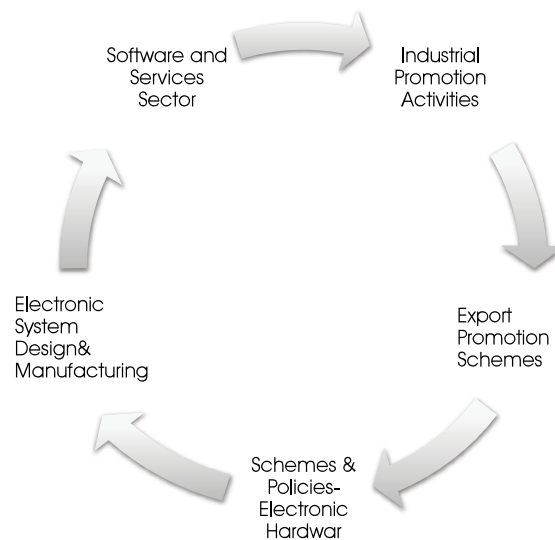 Software and
Services
Sector
Industrial
Promotion
Activities
Export
Promotion
Schemes
Schemes &
Policies-
Electronic
Hardwar
Electronic
System
Design&
Manufacturing